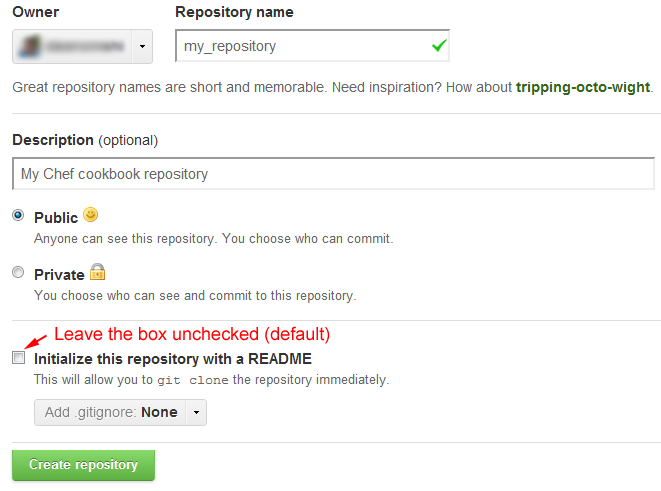 Owner Repository name
my_repository
Great repository names are short and memorable. Need inspiration? How about tripping-octo-wight.
Description (optional)
My Chef cookbook repository
Public
Anyone can see this repository. You choose who can commit.
Private
You choose who can see and commit to this repository.
Leave the box unchecked (default)
Initialize this repository with a README
This will allow you to git clone the repository immediately.
Add .gitignore: None
Create repository